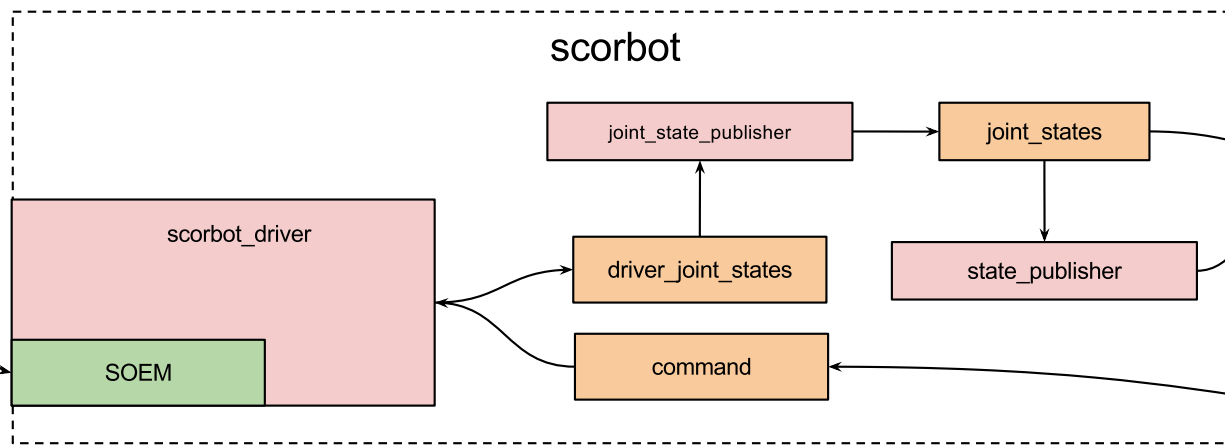 scorbot
joint_state_publisher
joint_states
scorbot_driver
driver_joint_states
state_publisher
command
SOEM